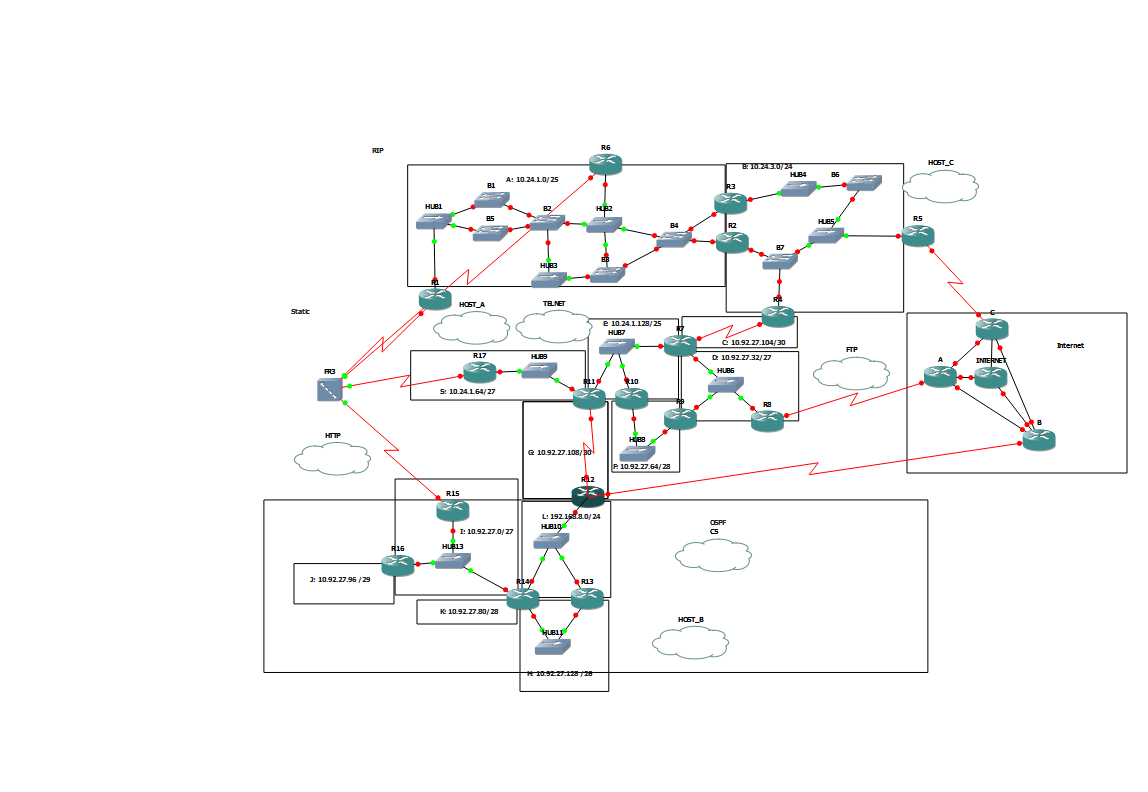 R6
RIP
HOST_C
B: 10.24.3.0/24
HUB4
B6
A: 10.24.1.0/25
B1
R3
HUB1
B2
HUB2
B5
B4
R2
HUB5
R5
B7
HUB3
B3
R1
R4
HOST_A
TELNET
Static
C
E: 10.24.1.128/25
R7
HUB7
C: 10.92.27.104/30
Internet
FTP
R17
HUB9
D: 10.92.27.32/27
A
INTERNET
FR3
HUB6
R11
R10
S: 10.24.1.64/27
R9
R8
B
HTTP
HUB8
G: 10.92.27.108/30
F: 10.92.27.64/28
R12
R15
L: 192.168.8.0/24
OSPF
CS
HUB10
I: 10.92.27.0/27
R16
HUB13
J: 10.92.27.96 /29
R14
R13
K: 10.92.27.80/28
HOST_B
HUB11
H: 10.92.27.128 /28